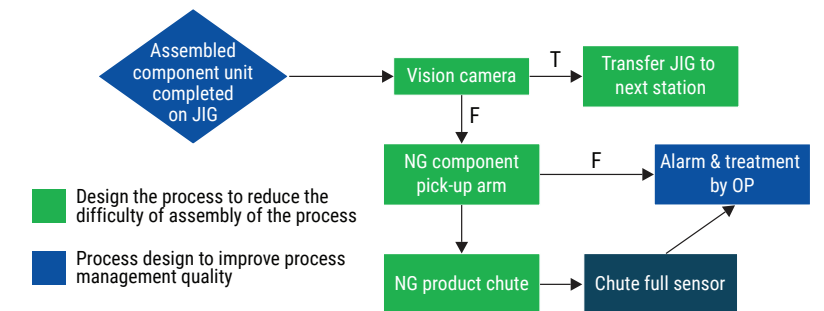 Assembled
component unit
completed
on JIG
Vision camera
T
Transfer JIG to
next station
F
NG component
pick-up arm
F
Alarm & treatment
by OP
Design the process to reduce the
difficulty of assembly of the process
Process design to improve process
management quality
NG product chute
Chute full sensor